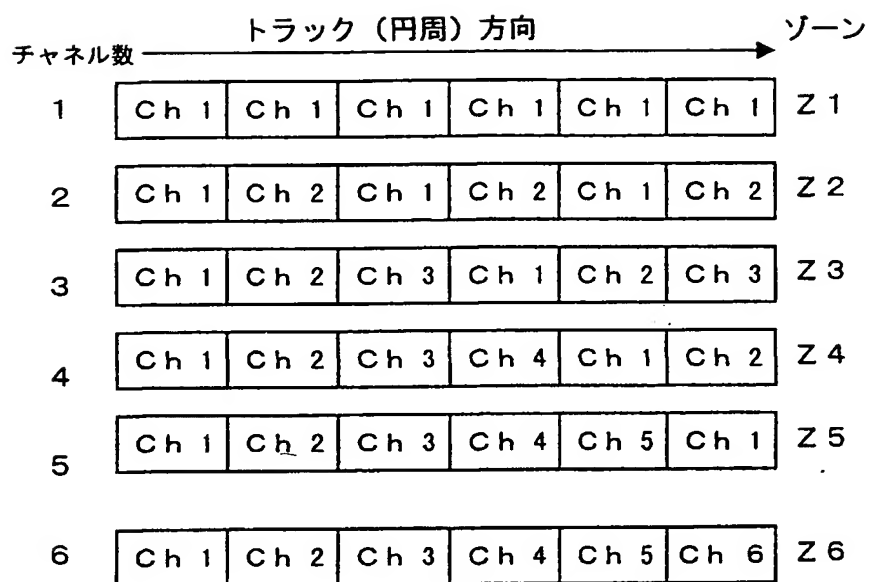 トラック（円周）方向 ゾーン
チャネル数
1 Ch 1 Ch 1 Ch 1 Ch 1 Ch 1 Ch 1 Z 1
2 Ch 1 Ch 2 Ch 1 Ch 2 Ch 1 Ch 2 Z 2
3 Ch 1 Ch 2 Ch 3 Ch 1 Ch 2 Ch 3 Z 3
4 Ch 1 Ch 2 Ch 3 Ch 4 Ch 1 Ch 2 Z 4
5 Ch 1 Ch 2 Ch 3 Ch 4 Ch 5 Ch 1 Z 5
6 Ch 1 Ch 2 Ch 3 Ch 4 Ch 5 Ch 6 Z 6